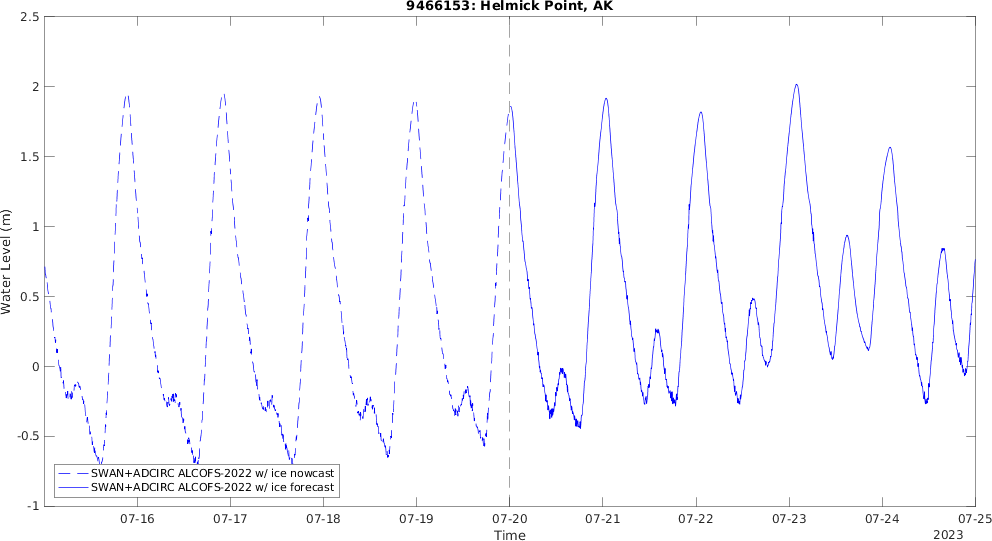 9466153: Helmick Point, AK
2.5
2
1.5
1
0.5
0
-0.5
-1
Water Level (m)
SWAN+ADCIRC ALCOFS-2022 w/ ice nowcast
SWAN+ADCIRC ALCOFS-2022 w/ ice forecast
07-16 07-17 07-18 07-19 07-20 07-21 07-22 07-23 07-24 07-25
Time
2023